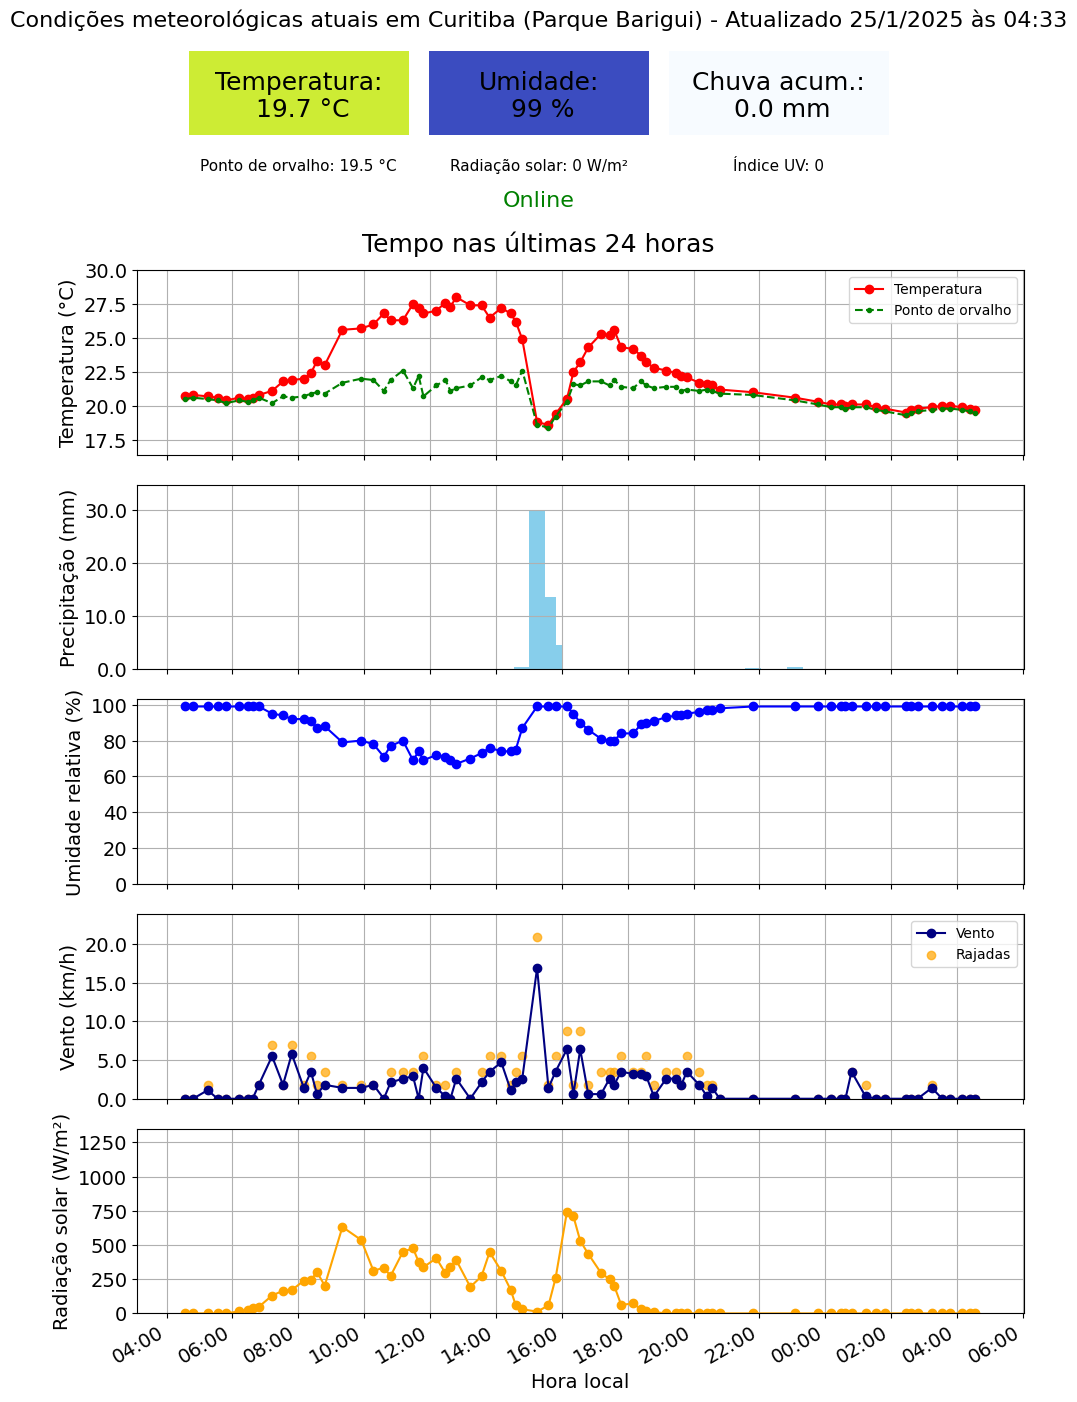 Condições meteorológicas atuais em Curitiba (Parque Barigui) - Atualizado 25/1/2025 às 04:33
Temperatura:
19.7 °C
Umidade:
99 %
Chuva acum.:
0.0 mm
Ponto de orvalho: 19.5 °C
Radiação solar: 0 W/m²
Índice UV: 0
Online
Tempo nas últimas 24 horas
Temperatura (°C)
30.0
27.5
25.0
22.5
20.0
17.5
Temperatura
Ponto de orvalho
Precipitação (mm)
30.0
20.0
10.0
0.0
Umidade relativa (%)
100
80
60
40
20
0
Vento (km/h)
20.0
15.0
10.0
5.0
0.0
Vento
Rajadas
Radiação solar (W/m²)
1250
1000
750
500
250
0
04:00 06:00 08:00 10:00 12:00 14:00 16:00 18:00 20:00 22:00 00:00 02:00 04:00 06:00
Hora local